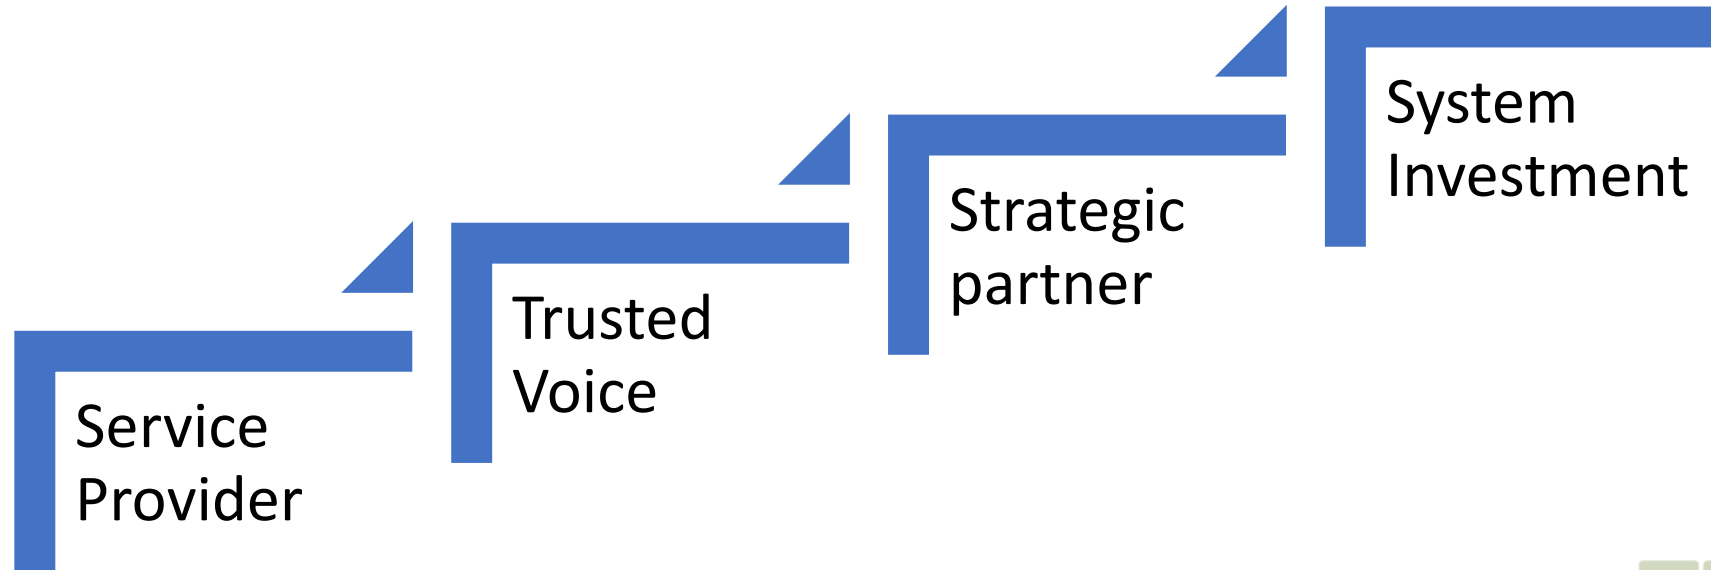 Service
Provider
Trusted
Voice
Strategic
partner
System
Investment